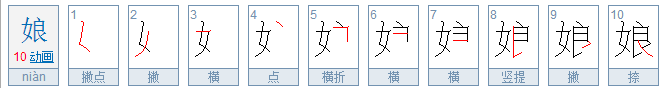 娘 1 2 3 4 5 6 7 8 9 10
10 动画
niàn 撇点 撇 横 点 横折 横 横 竖提 撇 捺